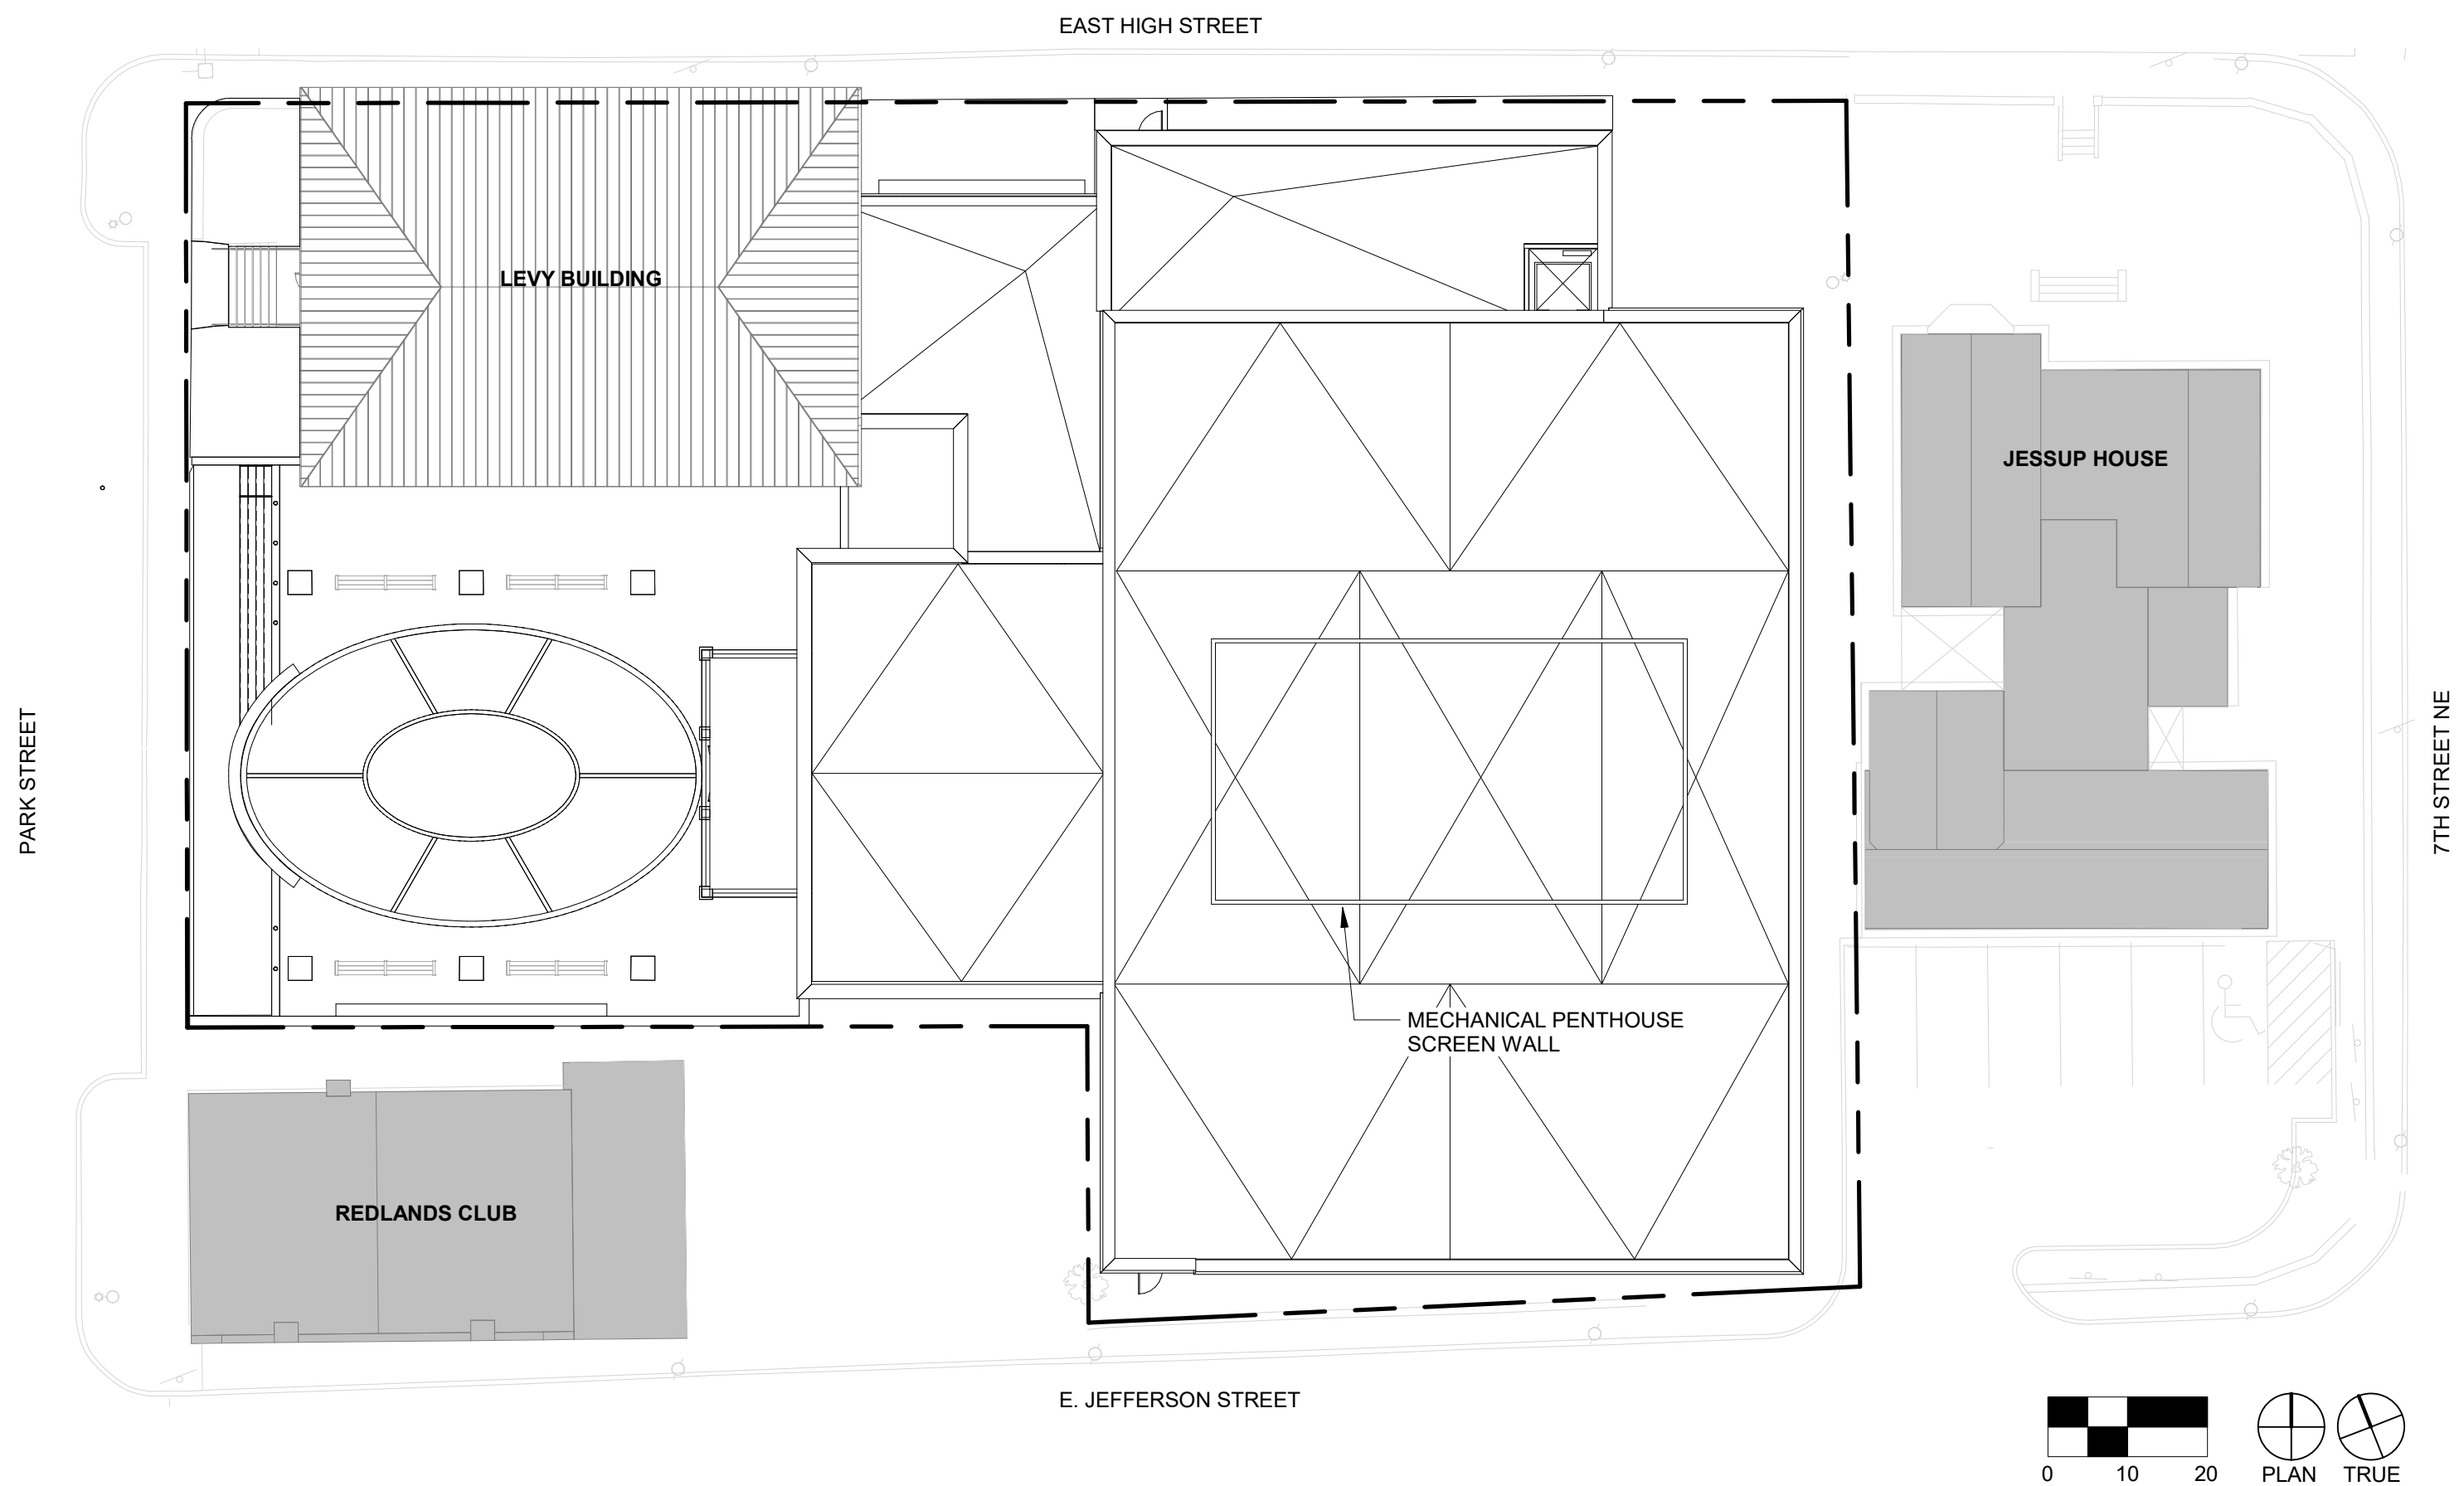 EAST HIGH STREET
LEVY BUILDING
JESSUP HOUSE
PARK STREET
7TH STREET NE
MECHANICAL PENTHOUSE
SCREEN WALL
REDLANDS CLUB
E. JEFFERSON STREET
0 10 20
PLAN TRUE